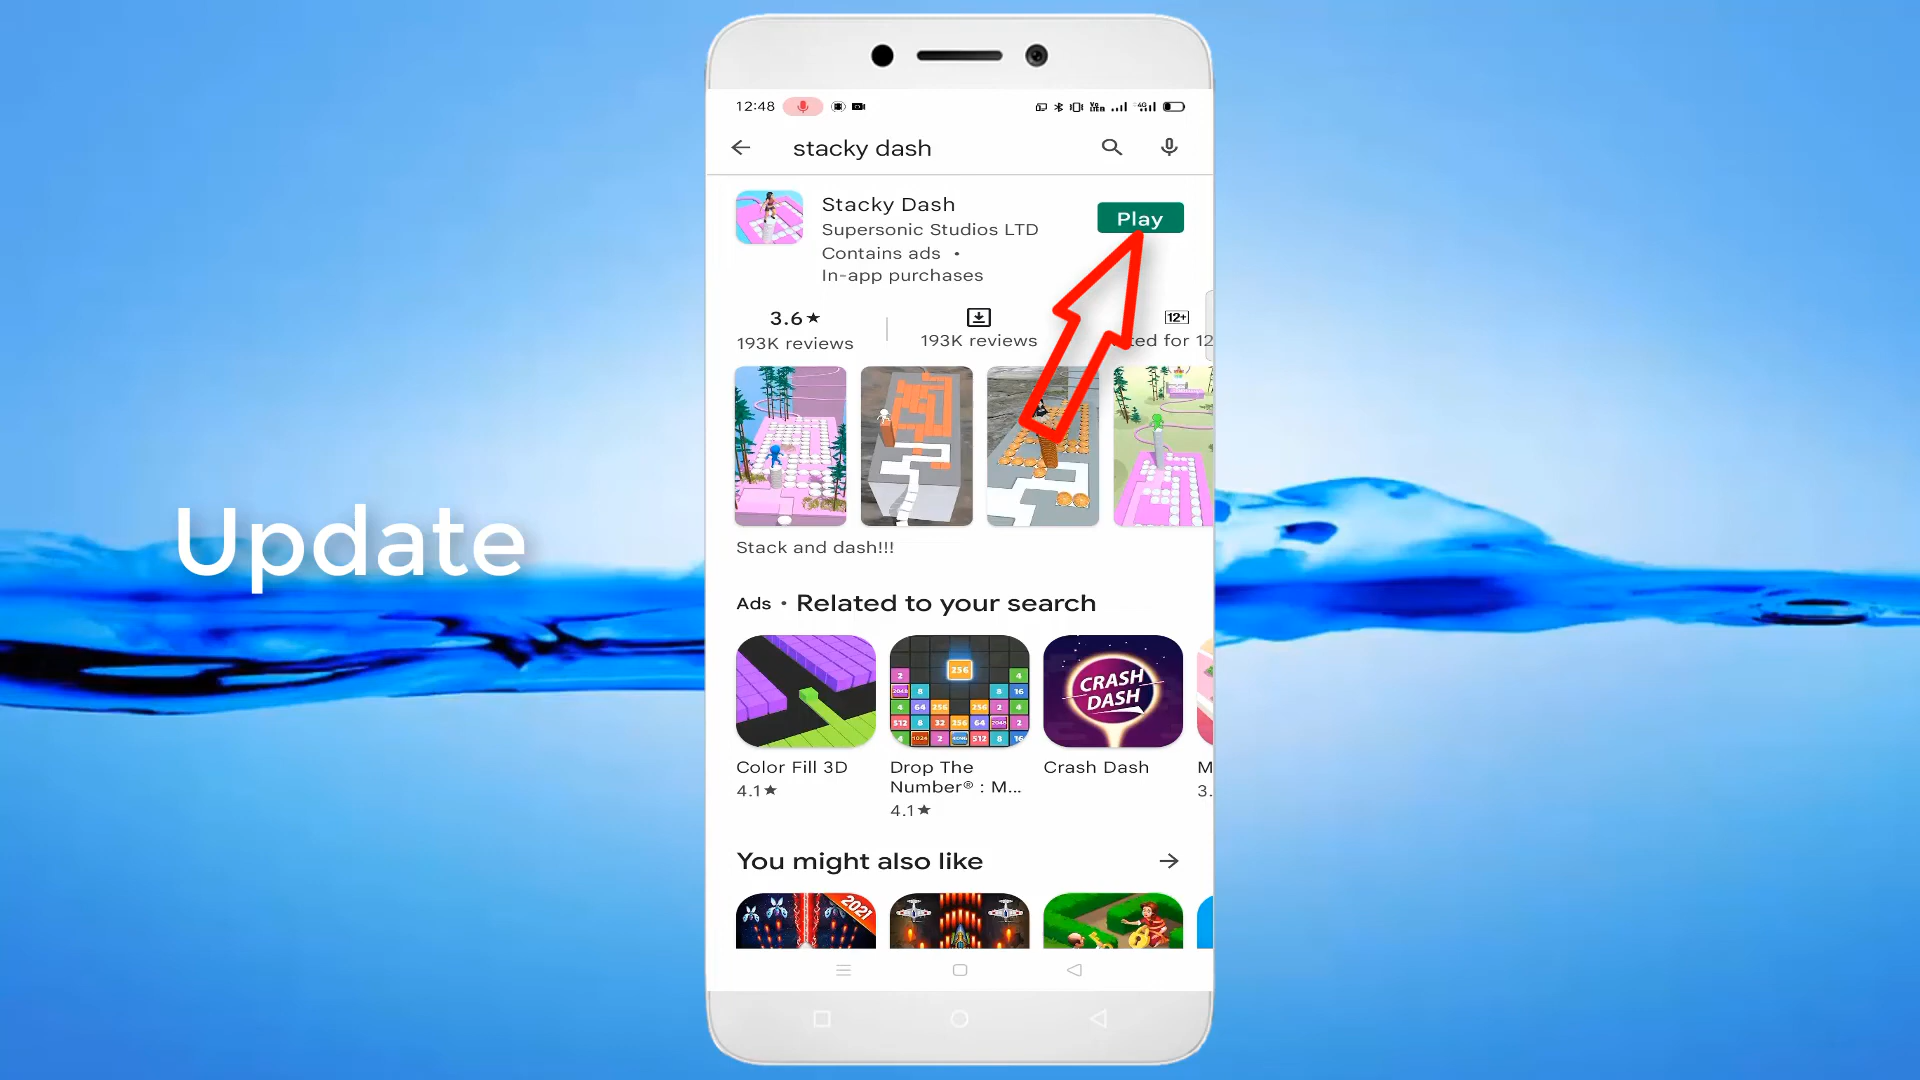 12:48
stacky dash
Stacky Dash
Play
Supersonic Studios LTD
Contains ads •
In-app purchases
3.6★
193K reviews
193K reviews
12+
ted for 12
Stack and dash!!!
Update
Ads • Related to your search
256
CRASH
DASH
Color Fill 3D
4.1★
Drop The
Number® : M...
4.1★
Crash Dash
M
3.
You might also like
2021